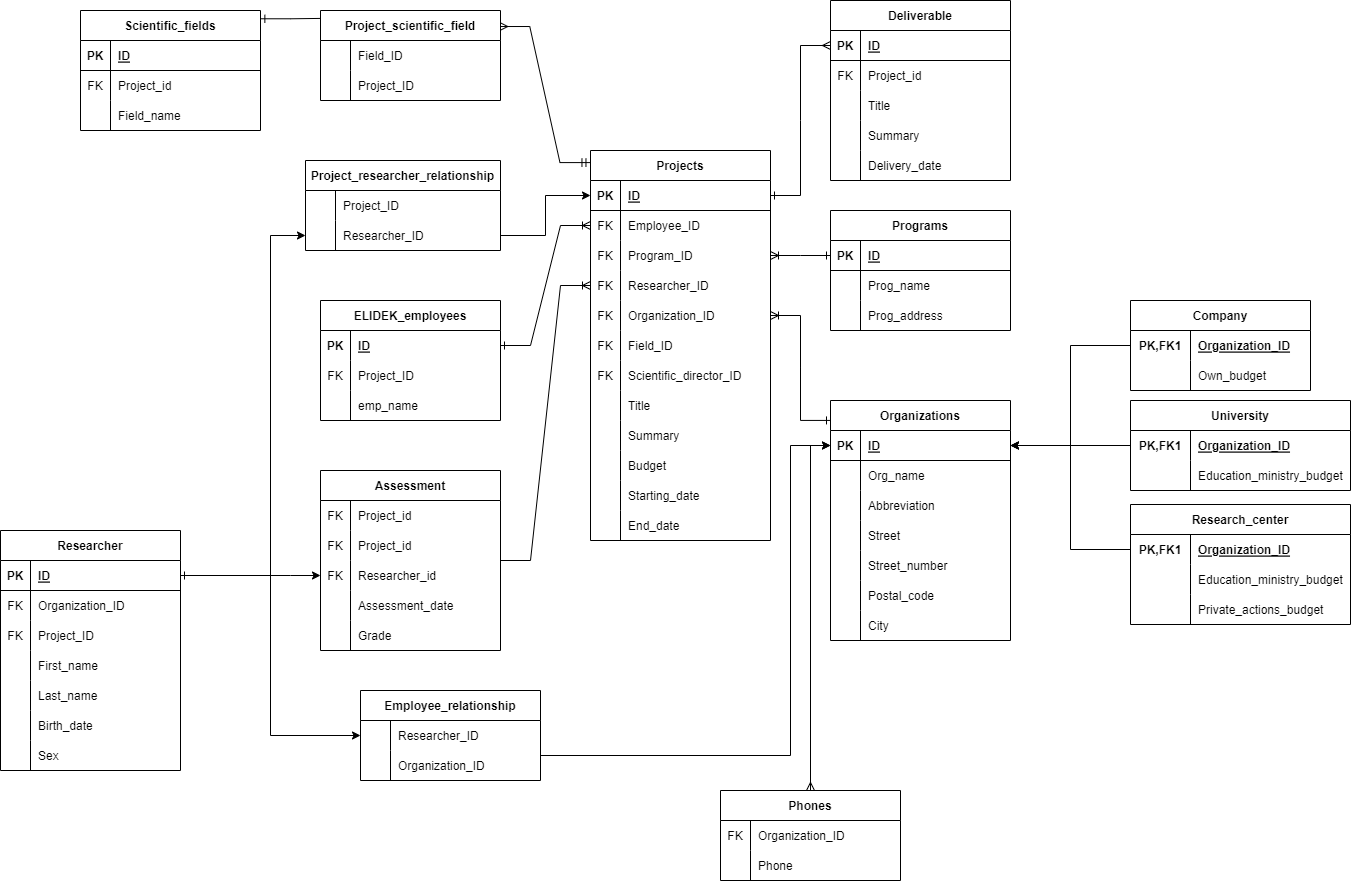 Scientific_fields
PK ID
FK Project_id
Field_name
Project_scientific_field
Field_ID
Project_ID
Deliverable
PK ID
FK Project_id
Title
Summary
Delivery_date
Project_researcher_relationship
Project_ID
Researcher_ID
Projects
PK ID
FK Employee_ID
FK Program_ID
FK Researcher_ID
FK Organization_ID
FK Field_ID
FK Scientific_director_ID
Title
Summary
Budget
Starting_date
End_date
Programs
PK ID
Prog_name
Prog_address
ELIDEK_employees
PK ID
FK Project_ID
emp_name
Company
PK,FK1 Organization_ID
Own_budget
Organizations
PK ID
Org_name
Abbreviation
Street
Street_number
Postal_code
City
University
PK,FK1 Organization_ID
Education_ministry_budget
Research_center
PK,FK1 Organization_ID
Education_ministry_budget
Private_actions_budget
Assessment
FK Project_id
FK Project_id
FK Researcher_id
Assessment_date
Grade
Researcher
PK ID
FK Organization_ID
FK Project_ID
First_name
Last_name
Birth_date
Sex
Employee_relationship
Researcher_ID
Organization_ID
Phones
FK Organization_ID
Phone